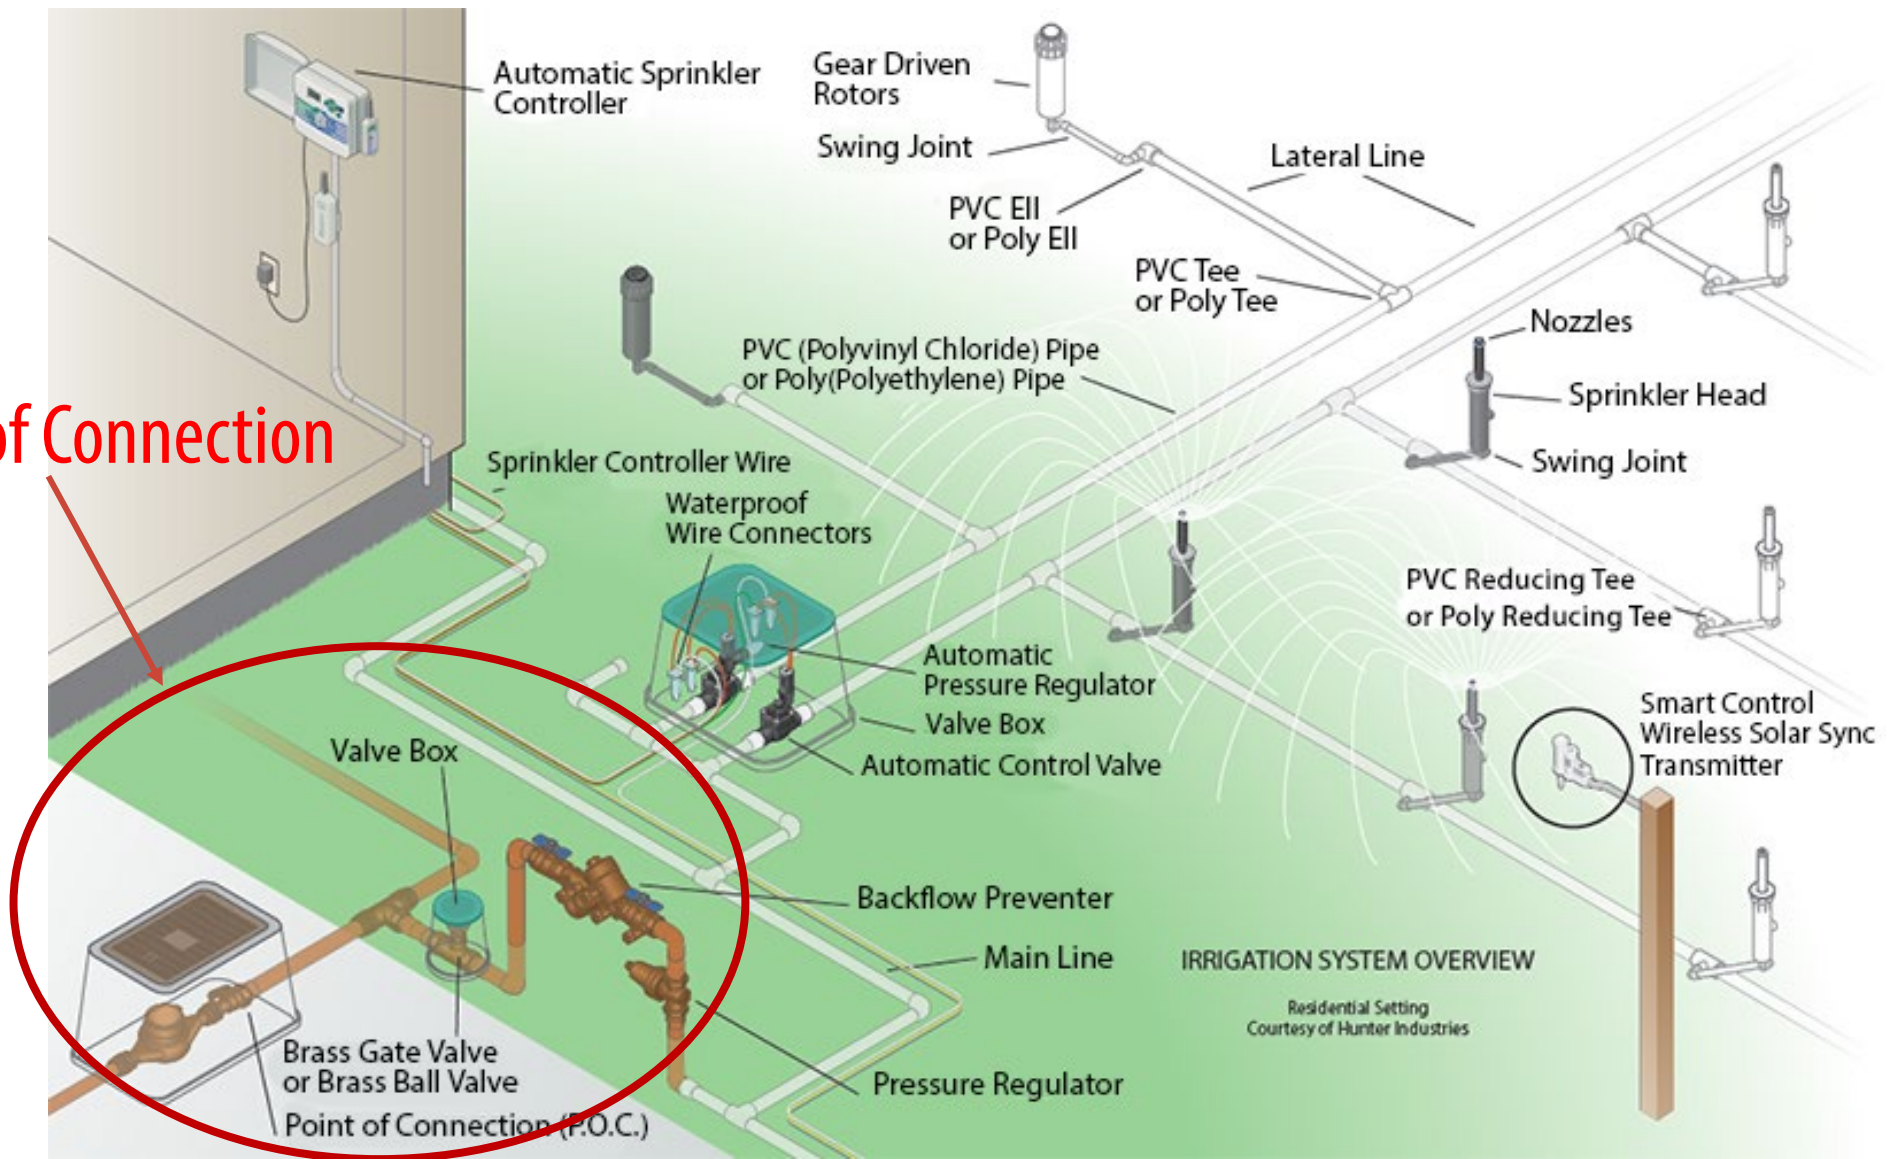 Automatic Sprinkler
Controller
Gear Driven
Rotors
Swing Joint
Lateral Line
PVC Ell
or Poly Ell
PVC Tee
or Poly Tee
Nozzles
PVC (Polyvinyl Chloride) Pipe
or Poly(Polyethylene) Pipe
Sprinkler Head
of Connection
Sprinkler Controller Wire
Swing Joint
Waterproof
Wire Connectors
PVC Reducing Tee
or Poly Reducing Tee
Automatic
Pressure Regulator
Valve Box
Automatic Control Valve
Smart Control
Wireless Solar Sync
Transmitter
Valve Box
Backflow Preventer
Main Line
IRRIGATION SYSTEM OVERVIEW
Residential Setting
Courtesy of Hunter Industries
Brass Gate Valve
or Brass Ball Valve
Pressure Regulator
Point of Connection (P.O.C.)